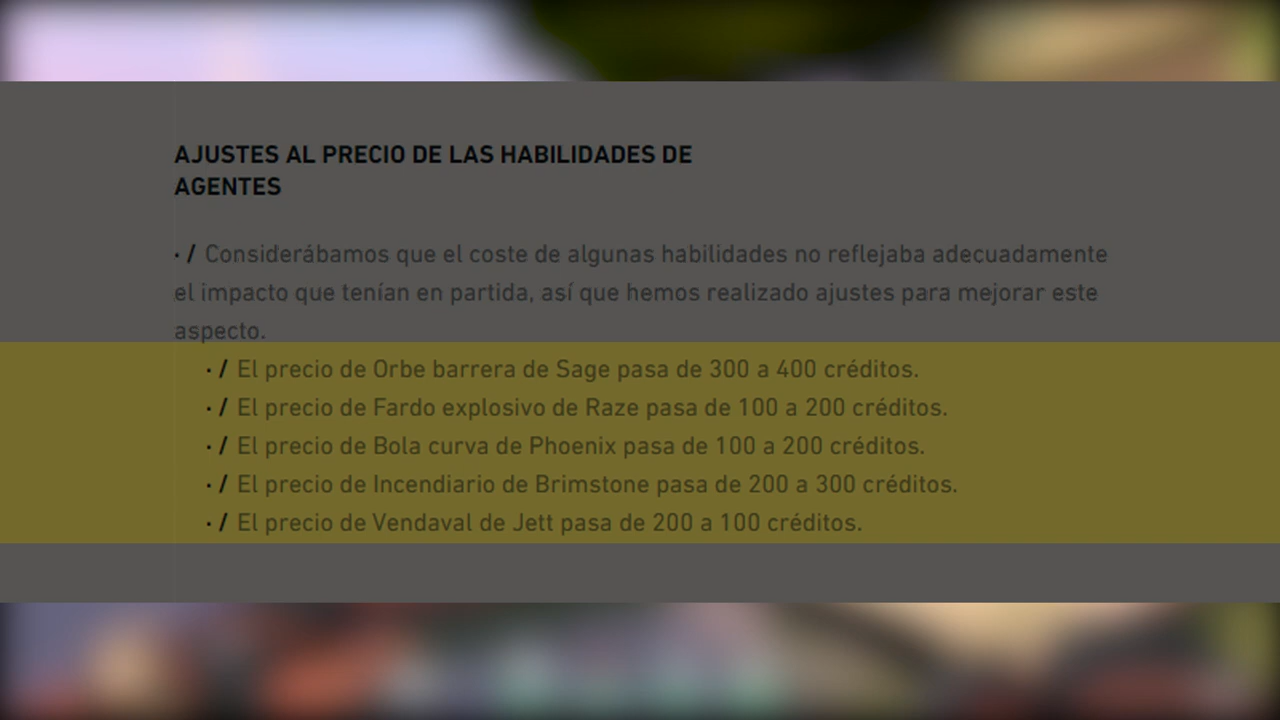 AJUSTES AL PRECIO DE LAS HABILIDADES DE
AGENTES
· / Considerábamos que el coste de algunas habilidades no reflejaba adecuadamente
el impacto que tenían en partida, así que hemos realizado ajustes para mejorar este
aspecto.
· / El precio de Orbe barrera de Sage pasa de 300 a 400 créditos.
· / El precio de Fardo explosivo de Raze pasa de 100 a 200 créditos.
· / El precio de Bola curva de Phoenix pasa de 100 a 200 créditos.
· / El precio de Incendiario de Brimstone pasa de 200 a 300 créditos.
· / El precio de Vendaval de Jett pasa de 200 a 100 créditos.